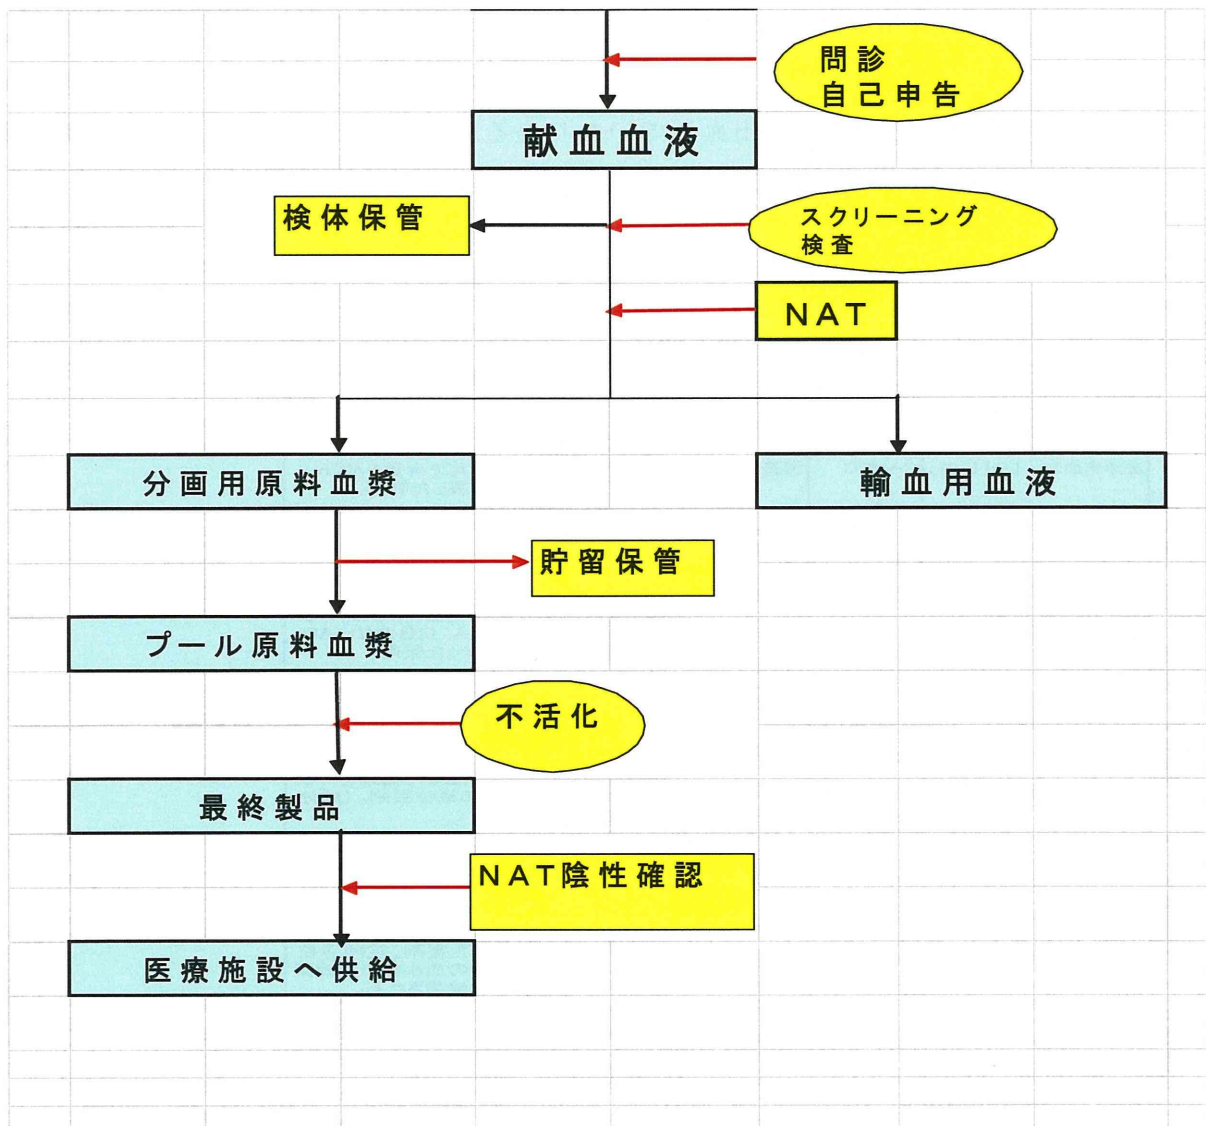 問診
自己申告
献血血液
検体保管
スクリーニング
検査
NAT
分画用原料血漿
輸血用血液
貯留保管
プール原料血漿
不活化
最終製品
NAT陰性確認
医療施設へ供給